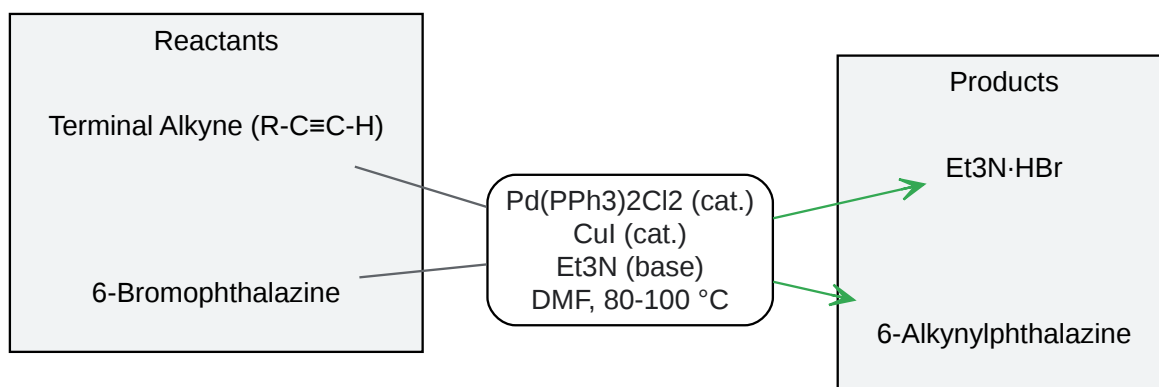 Reactants
Terminal Alkyne (R-C≡C-H)
6-Bromophthalazine
Pd(PPh3)2Cl2 (cat.)
CuI (cat.)
Et3N (base)
DMF, 80-100 °C
Products
Et3N·HBr
6-Alkynylphthalazine